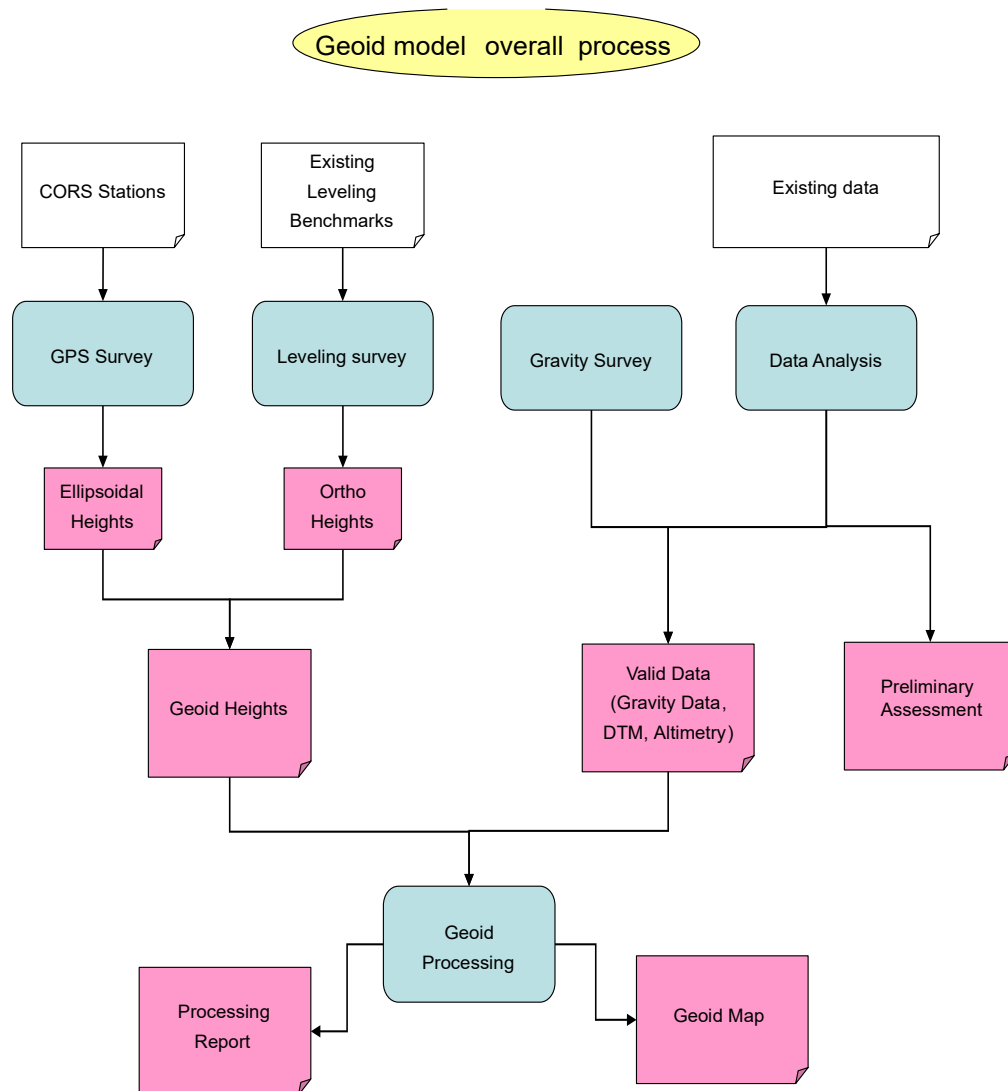 Geoid model overall process
CORS Stations
Existing
Leveling
Benchmarks
Existing data
GPS Survey
Leveling survey
Gravity Survey
Data Analysis
Ellipsoidal
Heights
Ortho
Heights
Geoid Heights
Valid Data
(Gravity Data,
DTM, Altimetry)
Preliminary
Assessment
Geoid
Processing
Processing
Report
Geoid Map